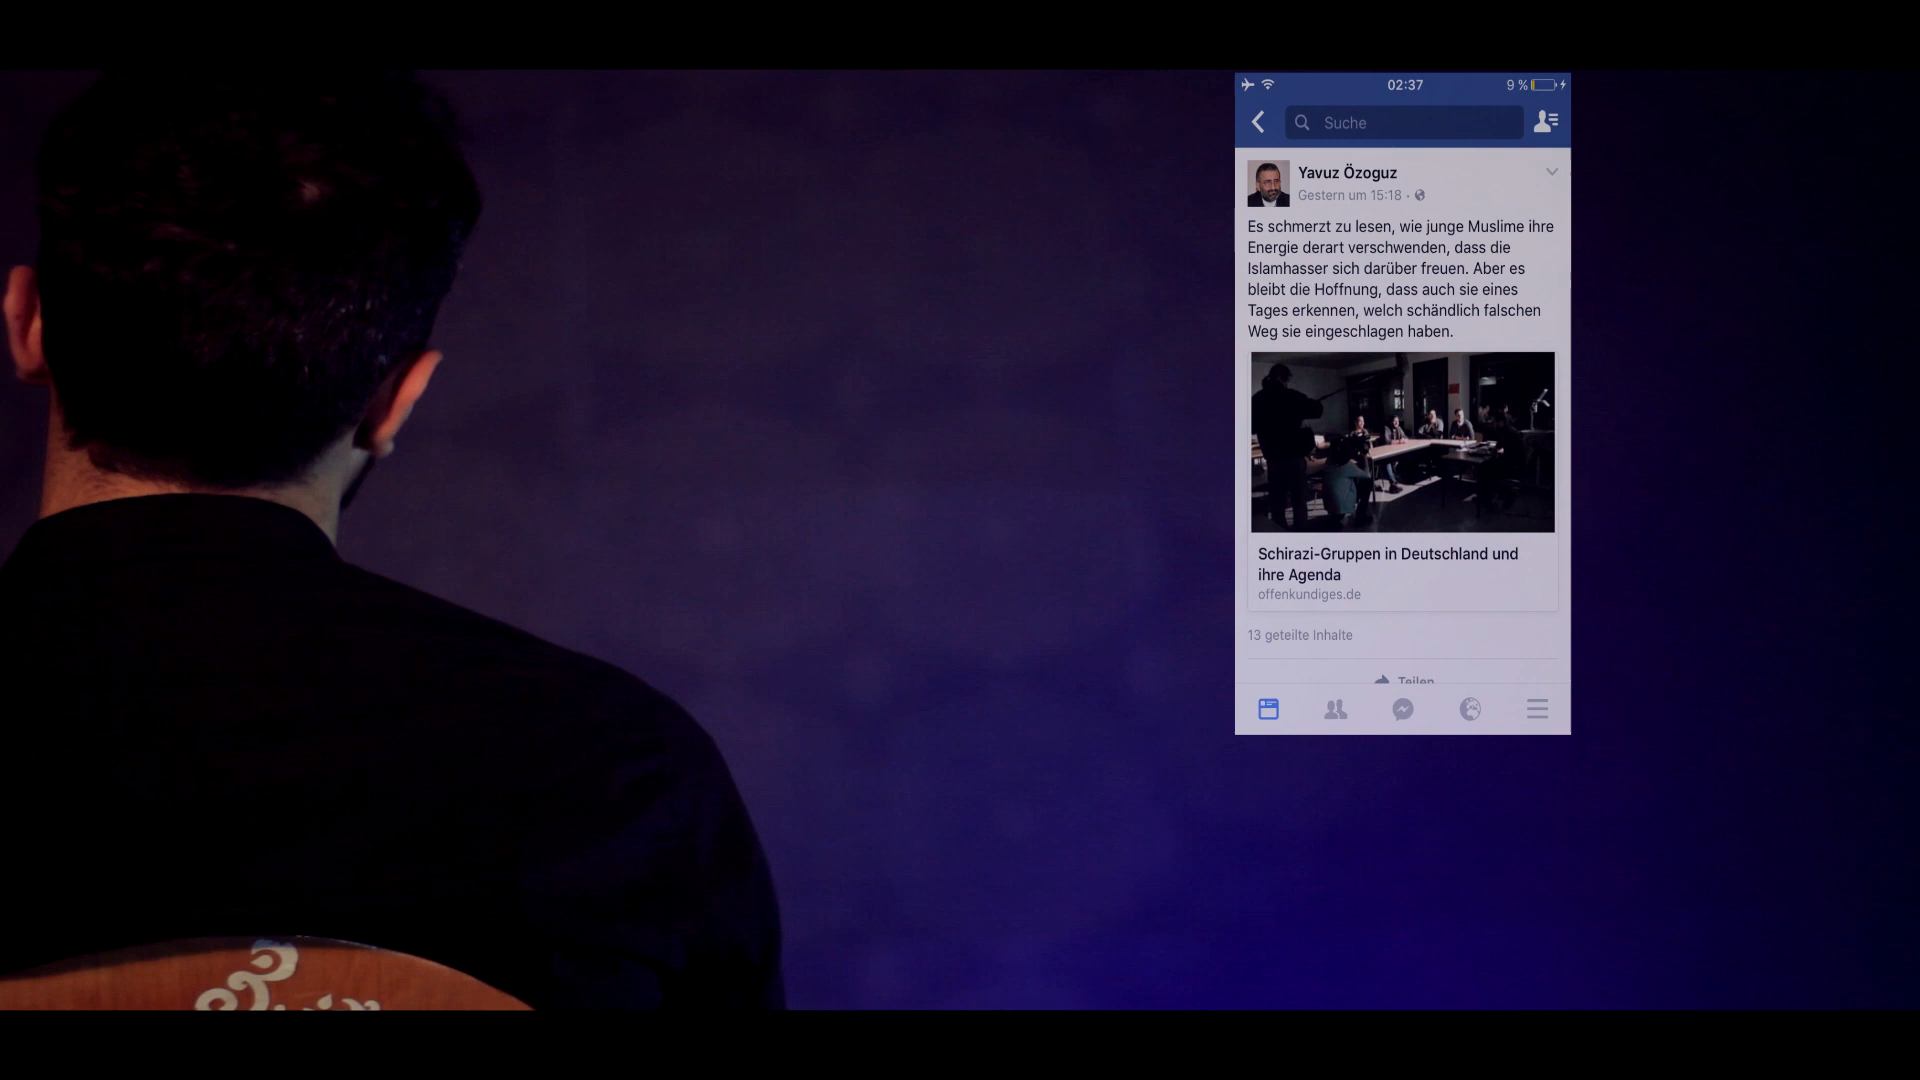 02:37
9 %
Suche
Yavuz Özoguz
Gestern um 15:18 ·
Es schmerzt zu lesen, wie junge Muslime ihre
Energie derart verschwenden, dass die
Islamhasser sich darüber freuen. Aber es
bleibt die Hoffnung, dass auch sie eines
Tages erkennen, welch schändlich falschen
Weg sie eingeschlagen haben.
Schirazi-Gruppen in Deutschland und
ihre Agenda
offenkundiges.de
13 geteilte Inhalte
Teilen